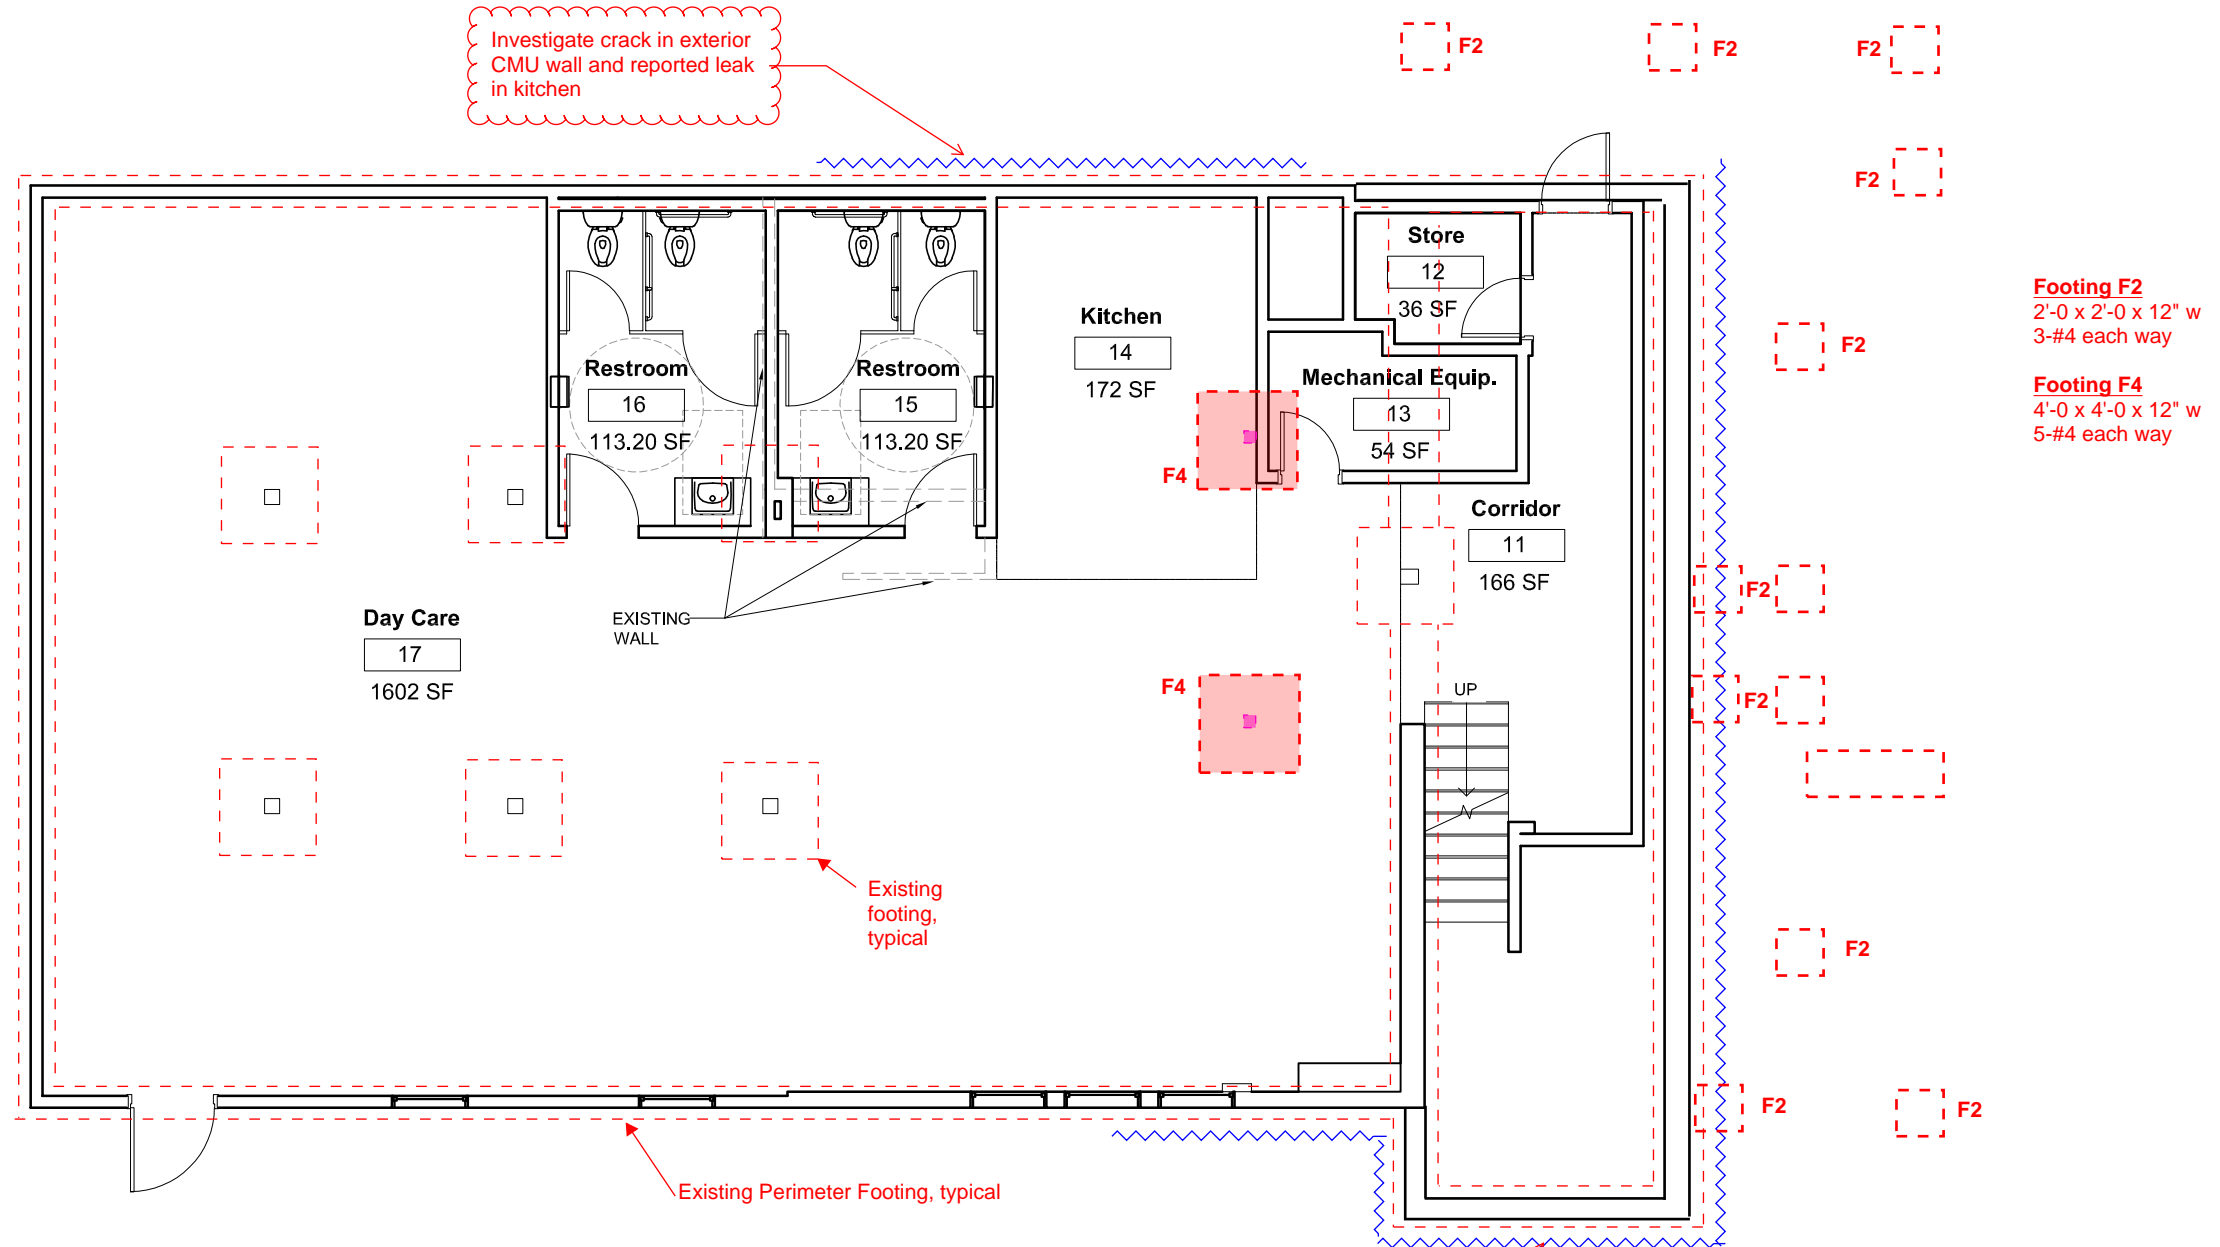 Investigate crack in exterior
CMU wall and reported leak
in kitchen
F2
F2
F2
F2
Store
12
36 SF
Footing F2
2'-0 x 2'-0 x 12" w
3-#4 each way
Footing F4
4'-0 x 4'-0 x 12" w
5-#4 each way
Kitchen
14
172 SF
F2
Restroom
16
113.20 SF
Restroom
15
113.20 SF
Mechanical Equip.
13
54 SF
F4
Corridor
11
166 SF
F2
Day Care
17
1602 SF
EXISTING
WALL
F4
UP
F2
Existing
footing,
typical
F2
F2
F2
Existing Perimeter Footing, typical